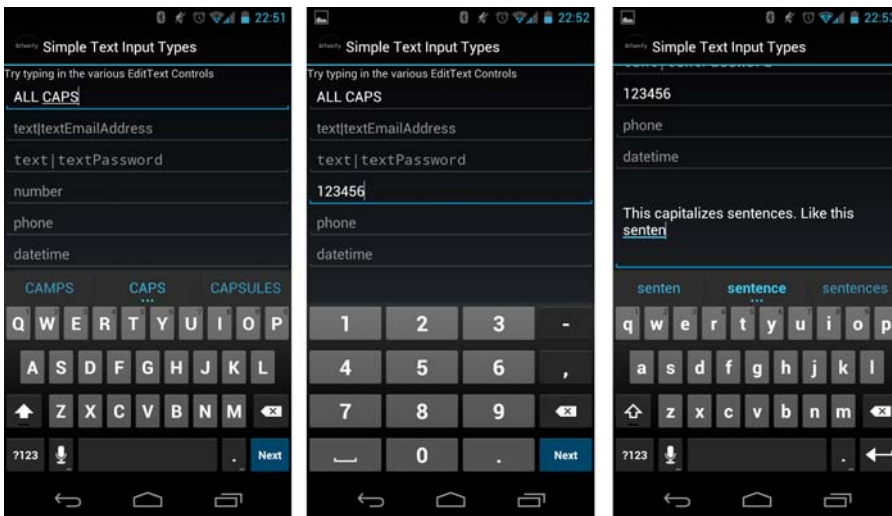 22:51
Simple Text Input Types
Try typing in the various EditText Controls
ALL CAPS
text|textEmailAddress
text|textPassword
number
phone
datetime
CAMPS CAPS CAPSULES
Q W E R T Y U I O P
A S D F G H J K L
Z X C V B N M
?123 . Next
22:52
Simple Text Input Types
Try typing in the various EditText Controls
ALL CAPS
text|textEmailAddress
text|textPassword
123456
phone
datetime
1 2 3 -
4 5 6 ,
7 8 9
0 . Next
22:53
Simple Text Input Types
123456
phone
datetime
This capitalizes sentences. Like this
senten
senten sentence sentences
q w e r t y u i o p
a s d f g h j k l
z x c v b n m
?123 .